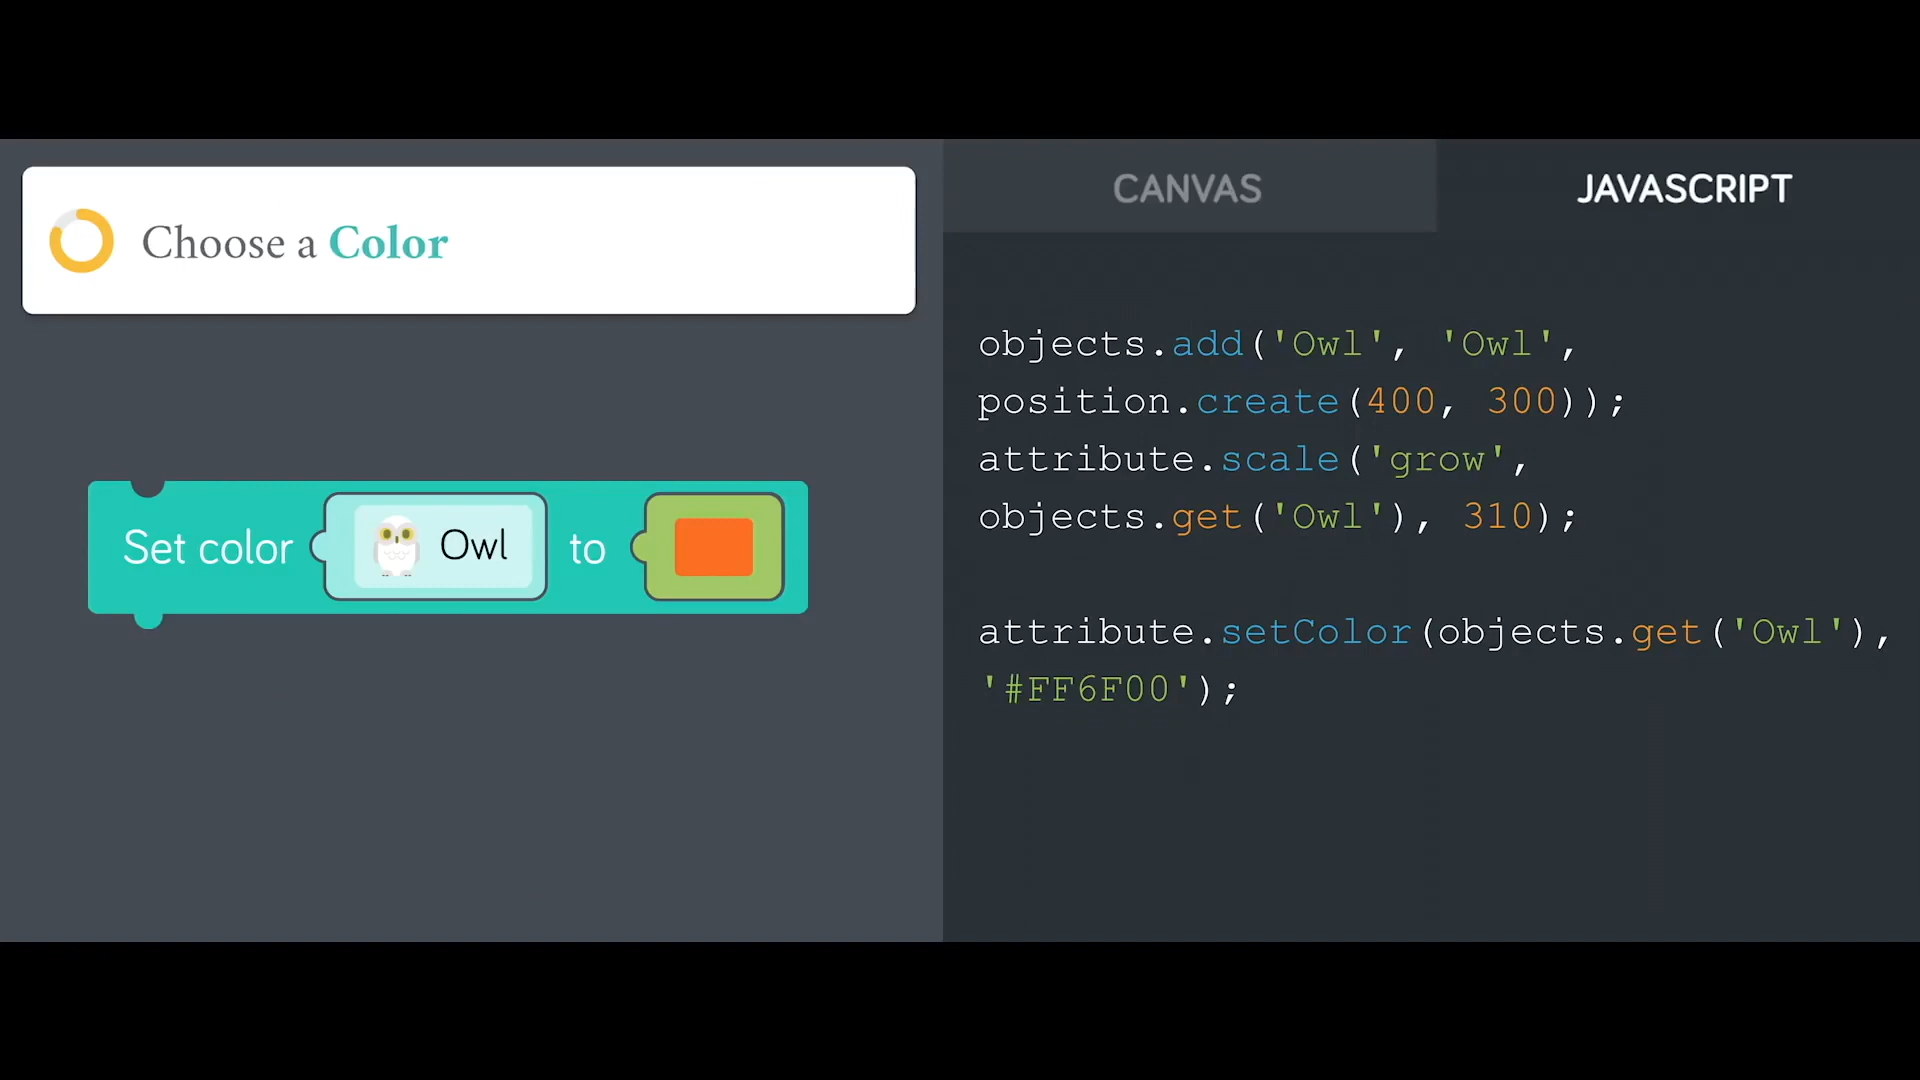 Choose a Color
Set color Owl to
CANVAS
JAVASCRIPT
objects.add('Owl', 'Owl',
position.create(400, 300));
attribute.scale('grow',
objects.get('Owl'), 310);
attribute.setColor(objects.get('Owl'),
'#FF6F00');